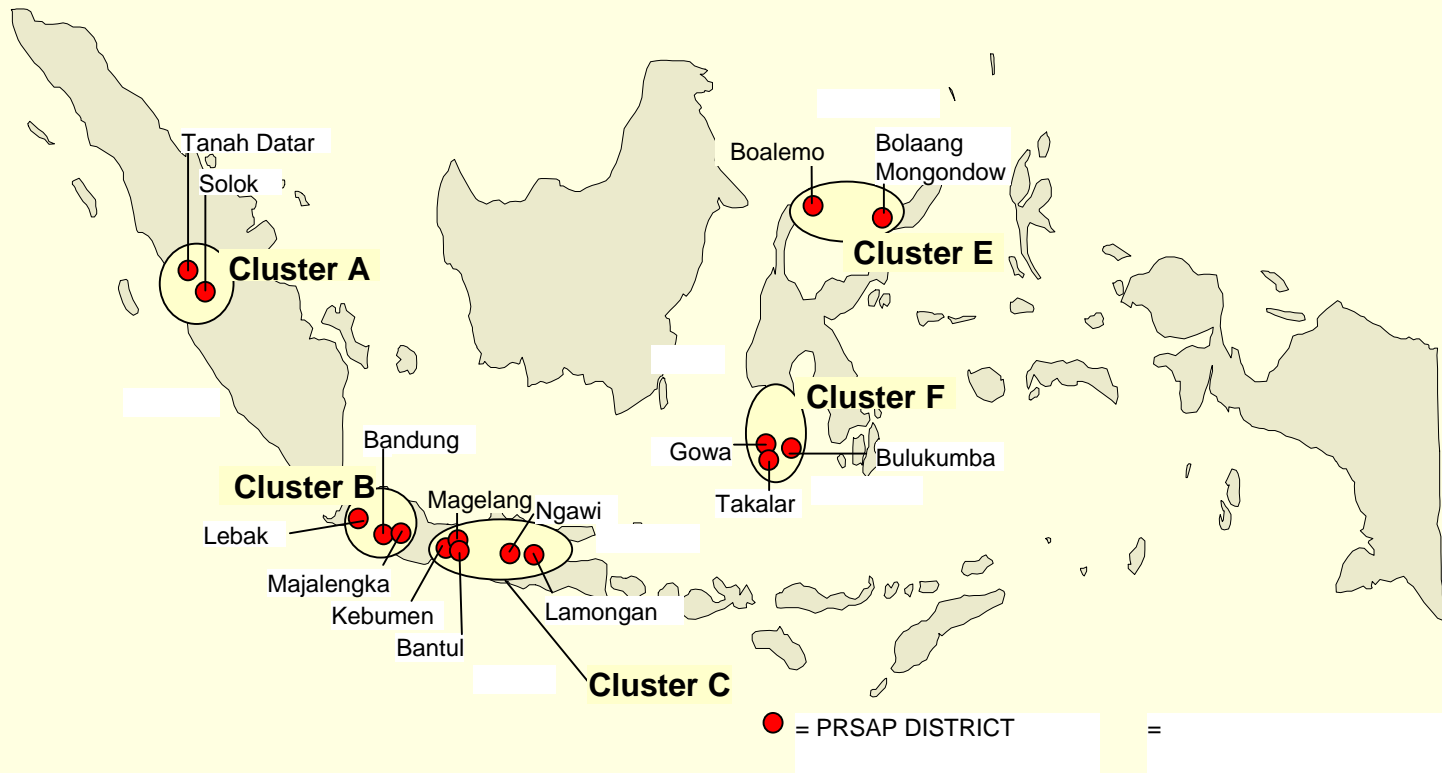 Tanah Datar
Solok
Cluster A
Boalemo
Bolaang
Mongondow
Cluster E
Cluster F
Gowa
Bulukumba
Takalar
Bandung
Cluster B
Lebak
Majalengka
Magelang
Ngawi
Kebumen
Bantul
Lamongan
Cluster C
= PRSAP DISTRICT
=